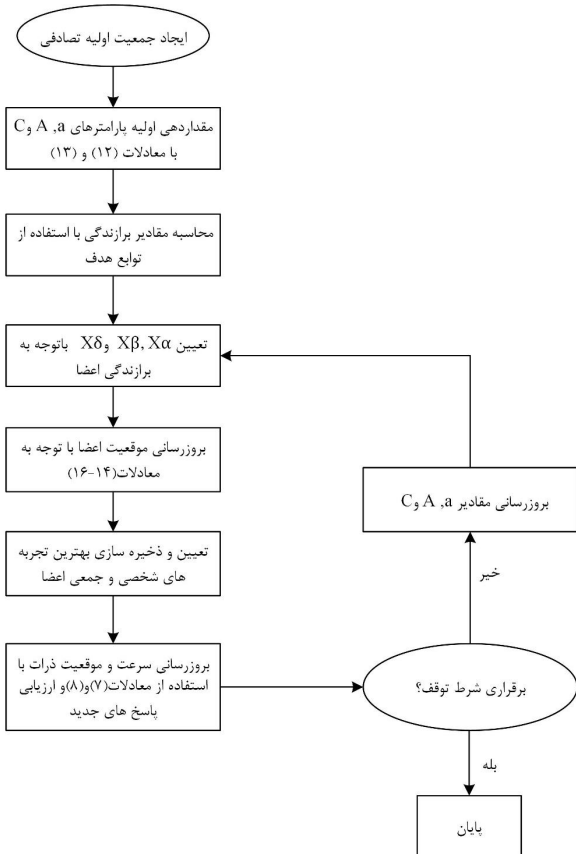 ایجاد جمعیت اولیه تصادفی
مقداردهی اولیه پارامترهای A ,a وC
با معادلات (۱۲) و (۱۳)
محاسبه مقادیر برازندگی با استفاده از
توابع هدف
تعیین Xβ, Xα وXδ باتوجه به
برازندگی اعضا
بروزرسانی موقعیت اعضا با توجه به
معادلات(۱۴-۱۶)
تعیین و ذخیره سازی بهترین تجربه
های شخصی و جمعی اعضا
بروزرسانی سرعت و موقعیت ذرات با
استفاده از معادلات(۷)و(۸)و ارزیابی
پاسخ های جدید
برقراری شرط توقف؟
خیر
بروزرسانی مقادیر A ,a وC
بله
پایان